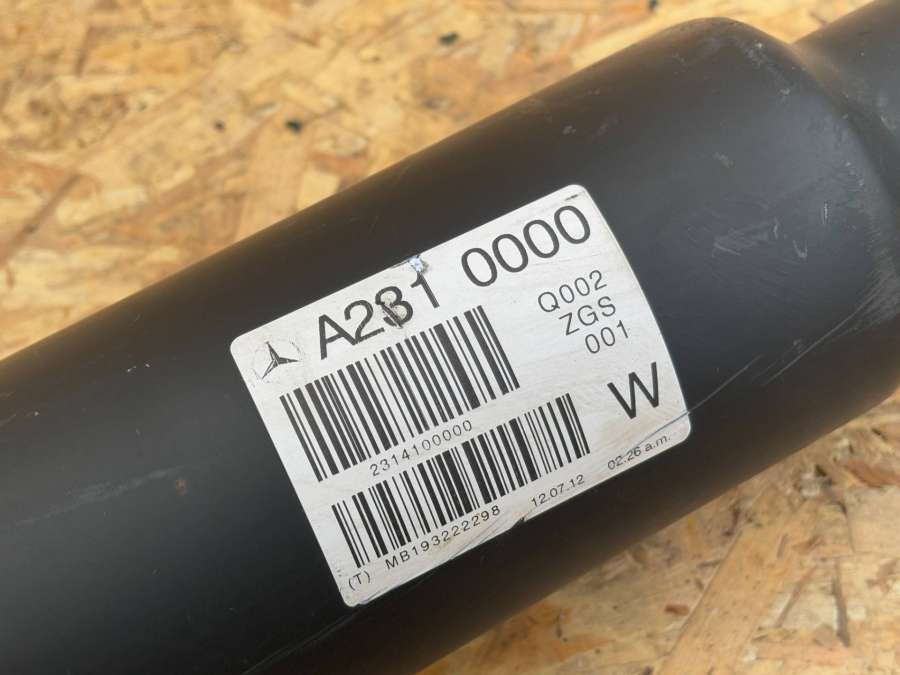 A231 0000
Q002
ZGS
001
2314100000
W
(T) MB193222298 12.07.12 02:26 a.m.